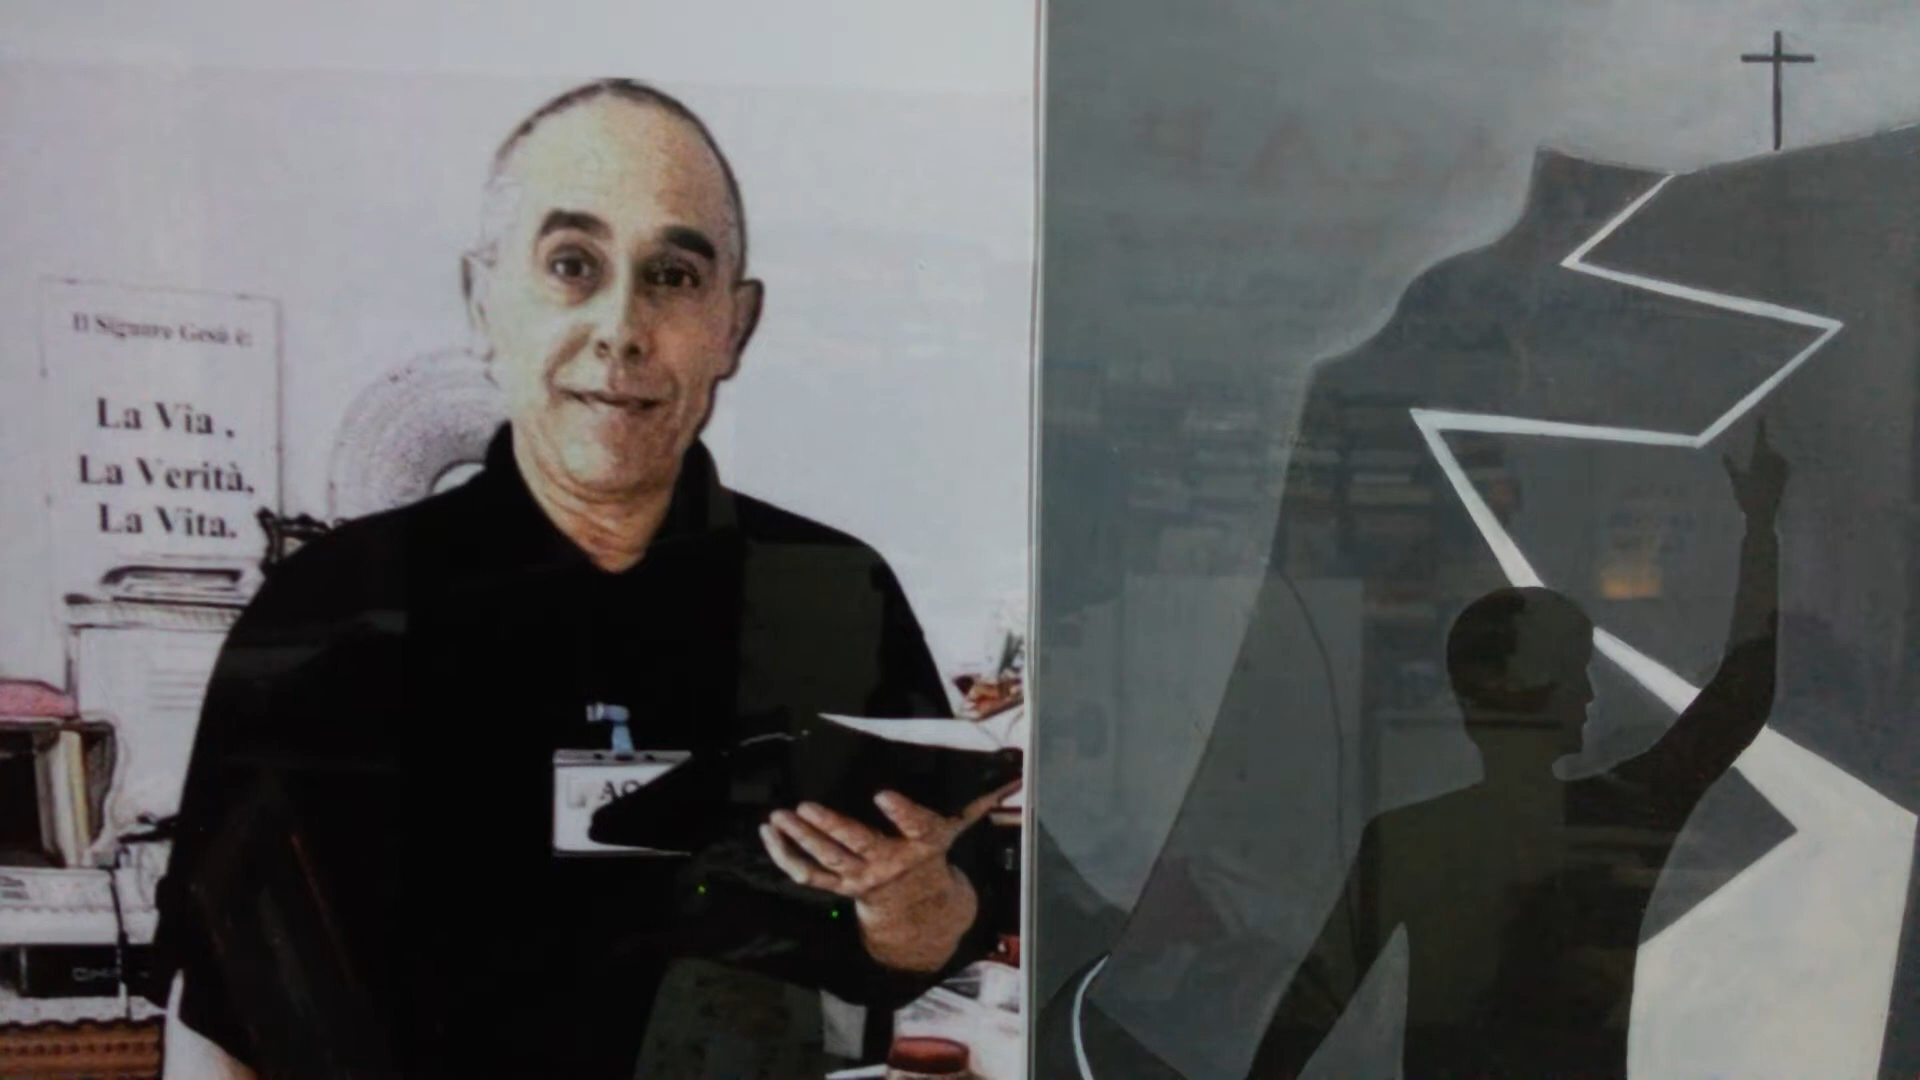 Il Signore Gesù è:
La Via .
La Verità.
La Vita.